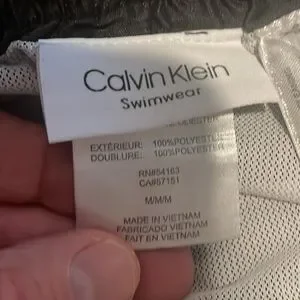 Calvin Klein
Swimwear
EXTÉRIEUR: 100%POLYESTER
DOUBLURE: 100%POLYESTER
RN#54163
CA#57151
M/M/M
MADE IN VIETNAM
FABRICADO VIETNAM
FAIT EN VIETNAM